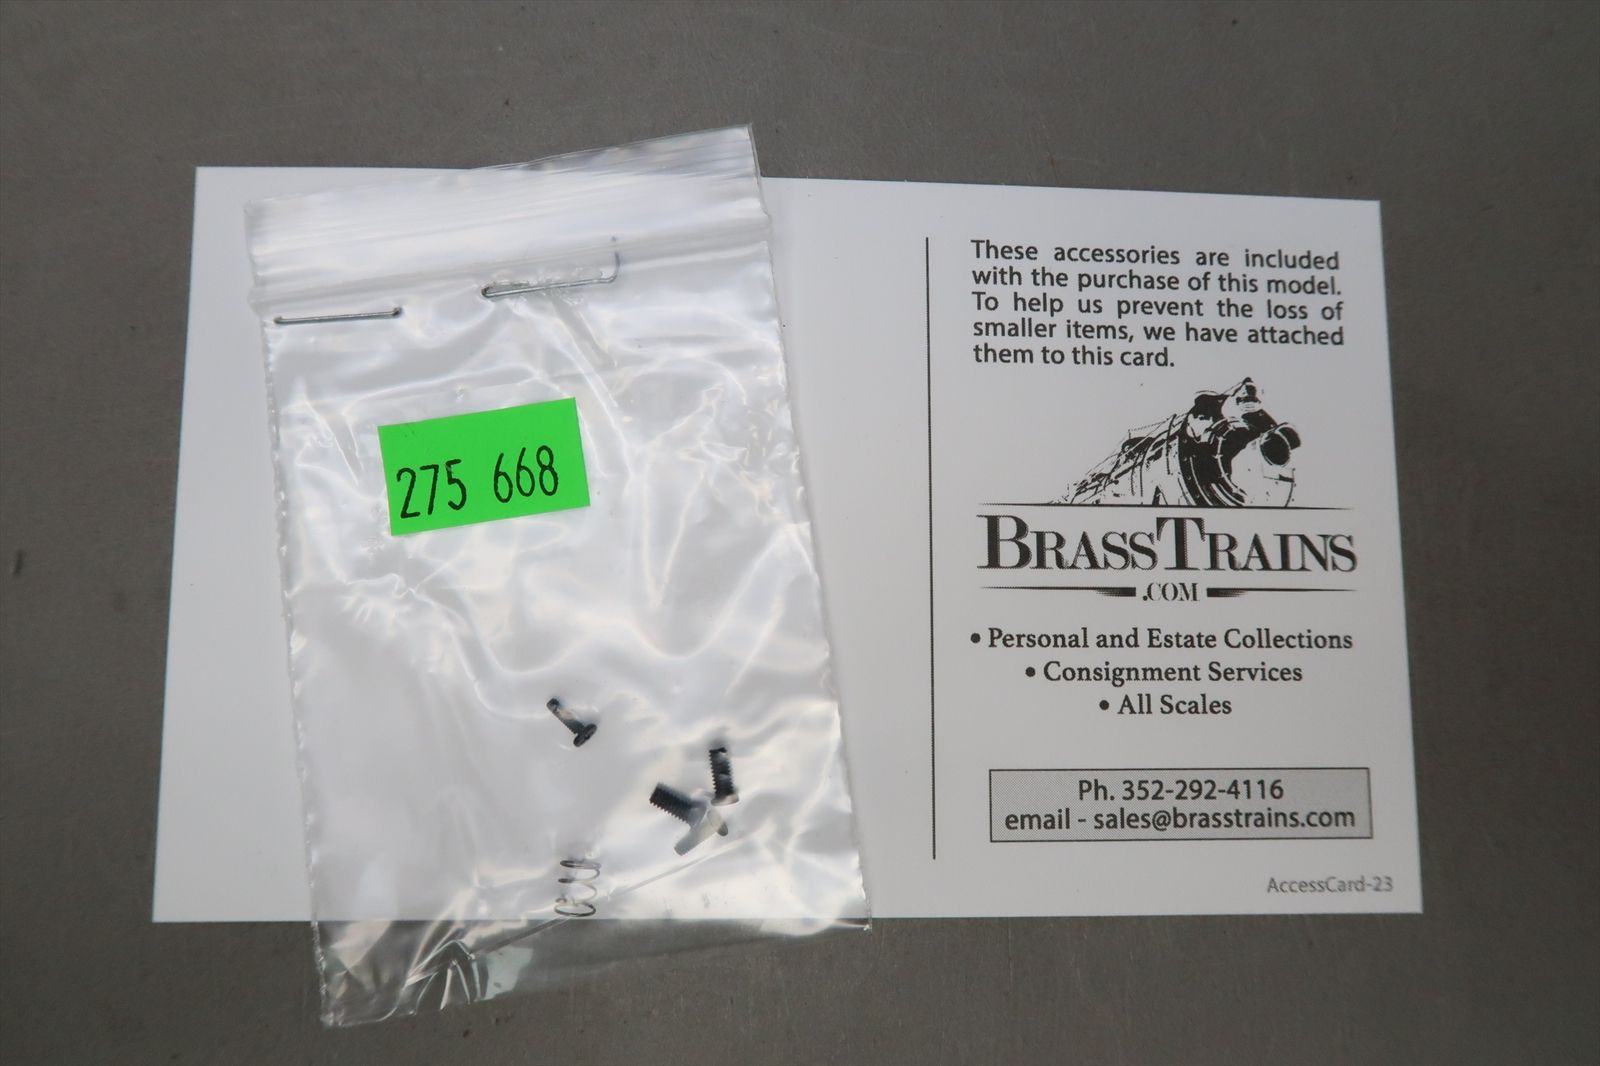 275 668
These accessories are included
with the purchase of this model.
To help us prevent the loss of
smaller items, we have attached
them to this card.
BRASSTRAINS
.COM
• Personal and Estate Collections
• Consignment Services
• All Scales
Ph. 352-292-4116
email - sales@brasstrains.com
AccessCard-23